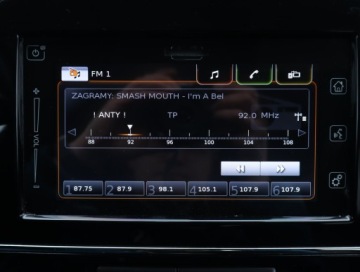 FM 1
ZAGRAMY: SMASH MOUTH - I'm A Bel
! ANTY ! TP 92.0 MHz
88 92 96 100 104 108
1 87.75 2 87.9 3 98.1 4 105.1 5 107.9 6 107.9
VOL